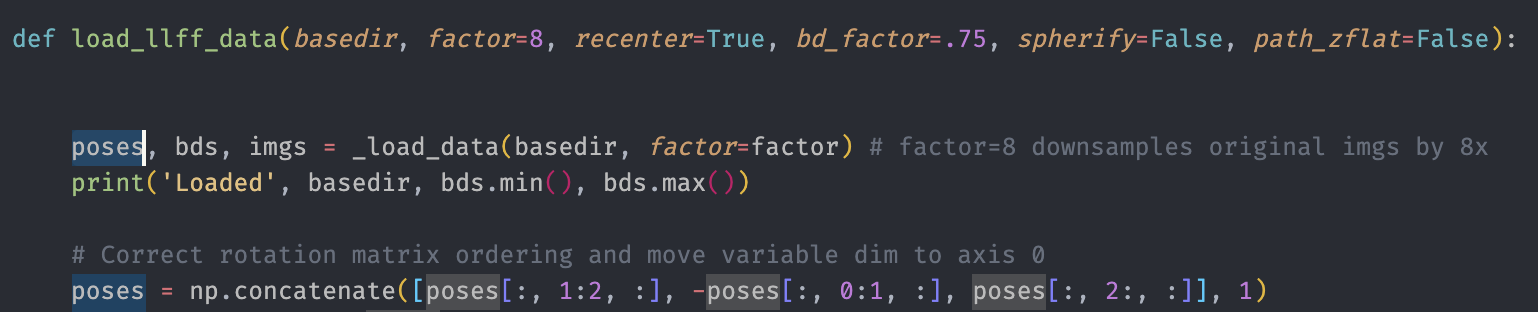 def load_llff_data(basedir, factor=8, recenter=True, bd_factor=.75, spherify=False, path_zflat=False):
poses, bds, imgs = _load_data(basedir, factor=factor) # factor=8 downsamples original imgs by 8x
print('Loaded', basedir, bds.min(), bds.max())
# Correct rotation matrix ordering and move variable dim to axis 0
poses = np.concatenate([poses[:, 1:2, :], -poses[:, 0:1, :], poses[:, 2:, :]], 1)